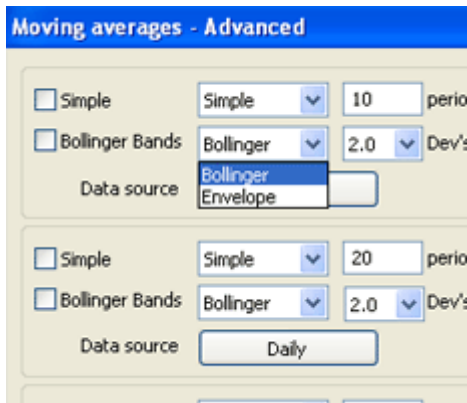 Moving averages - Advanced
Simple Simple 10 perio
Bollinger Bands Bollinger 2.0 Dev's
Bollinger
Data source
Envelope
Simple Simple 20 perio
Bollinger Bands Bollinger 2.0 Dev's
Data source Daily